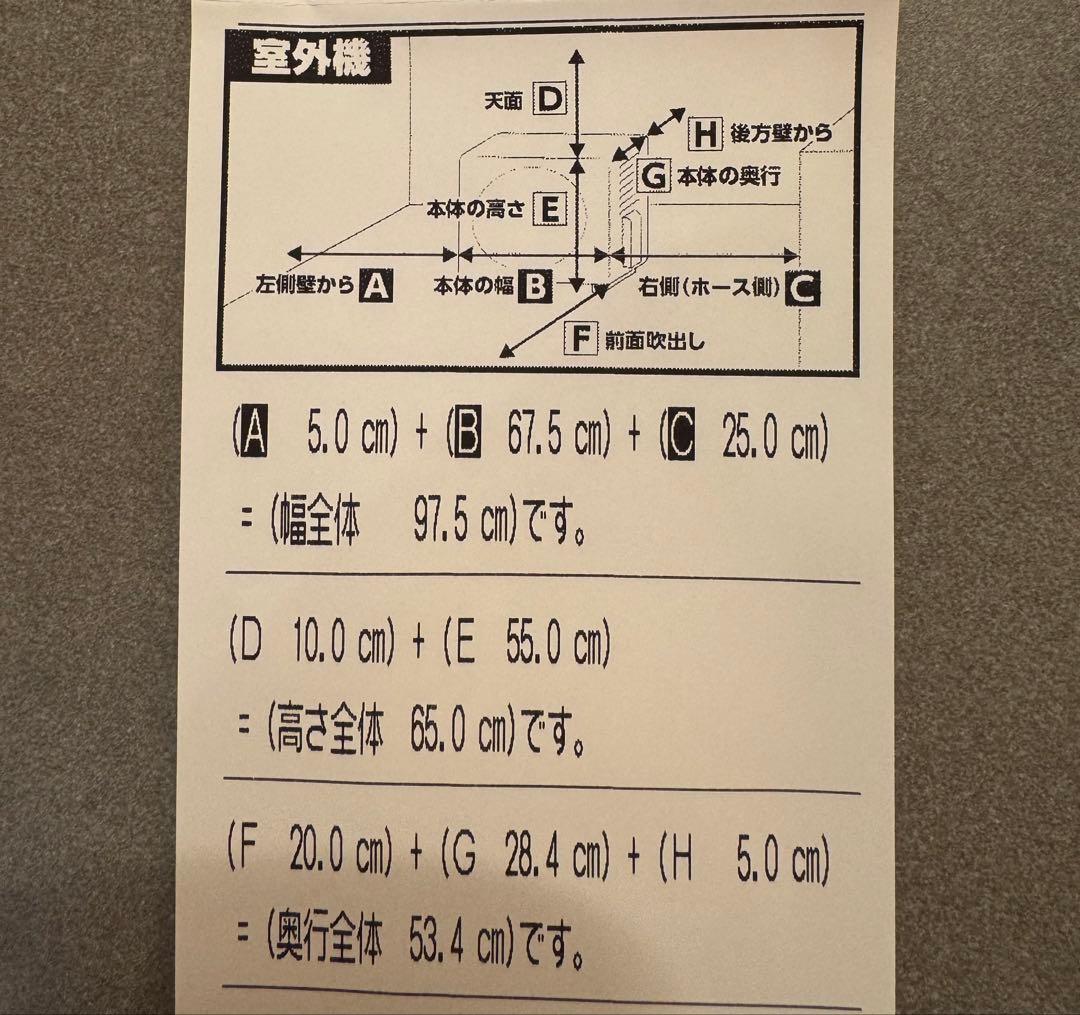 室外機
天面 D
H 後方壁から
G 本体の奥行
本体の高さ E
左側壁から A
本体の幅 B
右側(ホース側) C
F 前面吹出し
(A 5.0 cm) + (B 67.5 cm) + (C 25.0 cm)
= (幅全体 97.5 cm)です。
(D 10.0 cm) + (E 55.0 cm)
= (高さ全体 65.0 cm)です。
(F 20.0 cm) + (G 28.4 cm) + (H 5.0 cm)
= (奥行全体 53.4 cm)です。